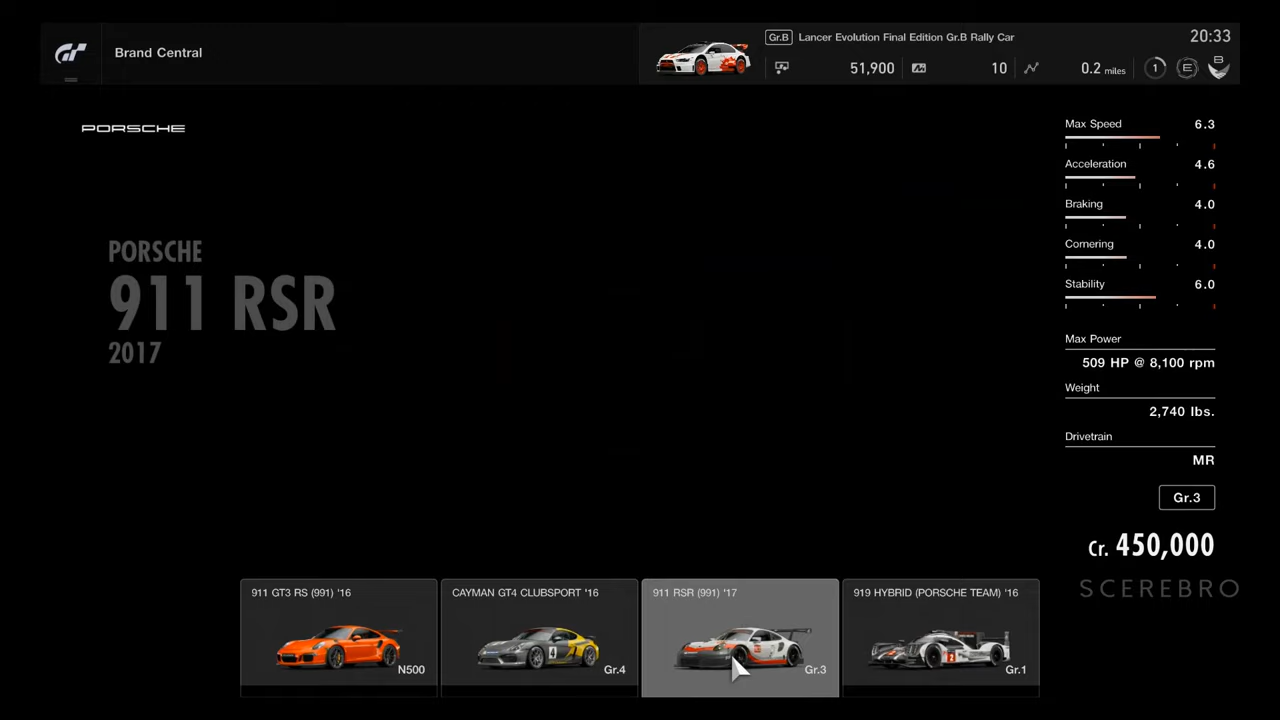 Brand Central
Gr.B Lancer Evolution Final Edition Gr.B Rally Car
20:33
51,900
10
0.2 miles
1
E
B
PORSCHE
PORSCHE
911 RSR
2017
Max Speed 6.3
Acceleration 4.6
Braking 4.0
Cornering 4.0
Stability 6.0
Max Power
509 HP @ 8,100 rpm
Weight
2,740 lbs.
Drivetrain
MR
Gr.3
Cr. 450,000
SCEREBRO
911 GT3 RS (991) '16
N500
CAYMAN GT4 CLUBSPORT '16
4
Gr.4
911 RSR (991) '17
Gr.3
919 HYBRID (PORSCHE TEAM) '16
2
Gr.1